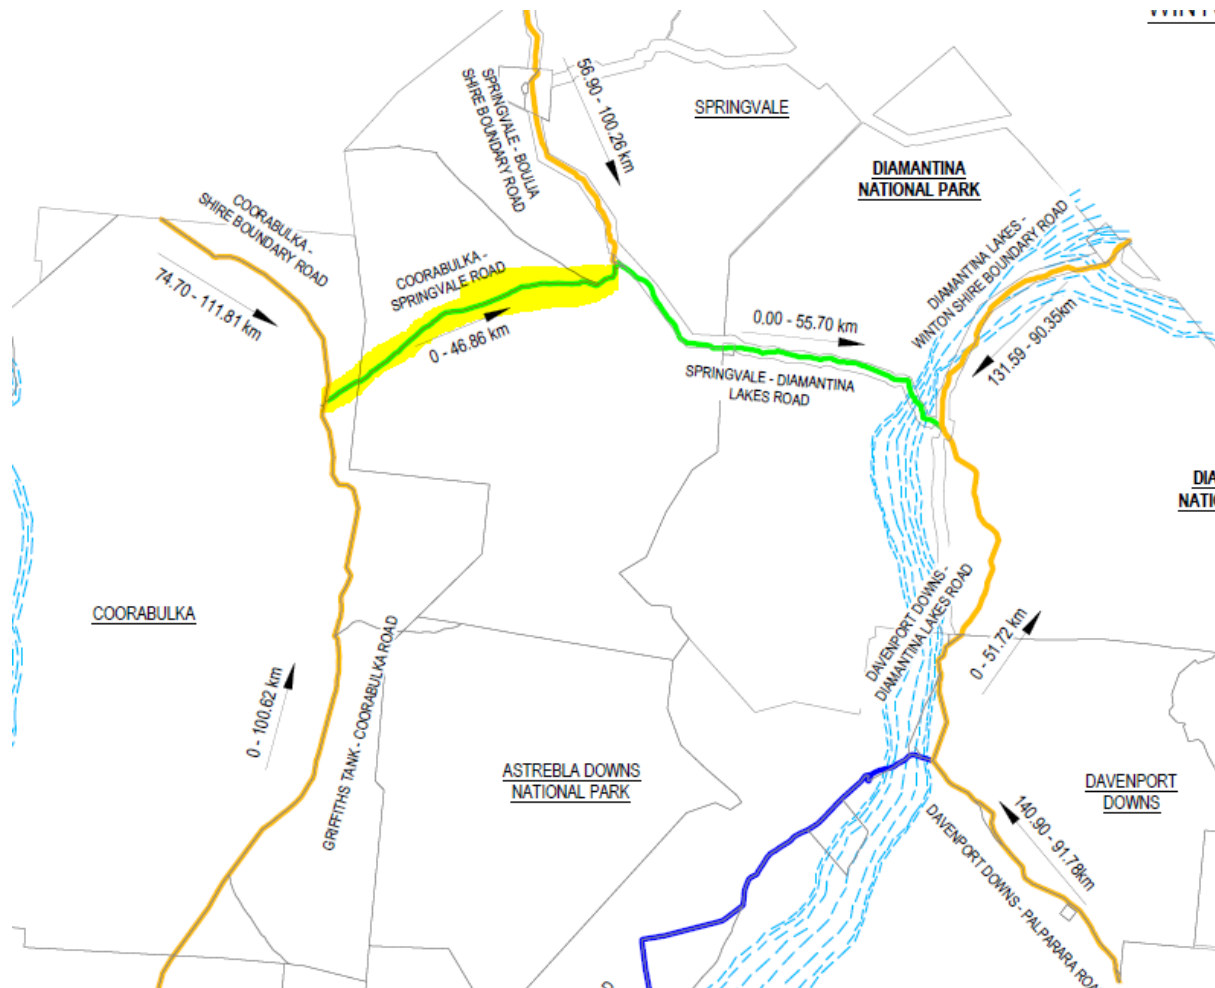 SPRINGVALE - BOULIA
SHIRE BOUNDARY ROAD
56.90 - 100.26 km
SPRINGVALE
DIAMANTINA
NATIONAL PARK
COORABULKA -
SHIRE BOUNDARY ROAD
74.70 - 111.81 km
COORABULKA -
SPRINGVALE ROAD
0 - 46.86 km
DIAMANTINA LAKES -
WINTON SHIRE BOUNDARY ROAD
131.59 - 90.35km
0.00 - 55.70 km
SPRINGVALE - DIAMANTINA
LAKES ROAD
COORABULKA
0 - 100.62 km
GRIFFITHS TANK - COORABULKA ROAD
DAVENPORT DOWNS -
DIAMANTINA LAKES ROAD
0 - 51.72 km
ASTREBLA DOWNS
NATIONAL PARK
DAVENPORT
DOWNS
140.90 - 91.78km
DAVENPORT DOWNS - PALPARARA ROA